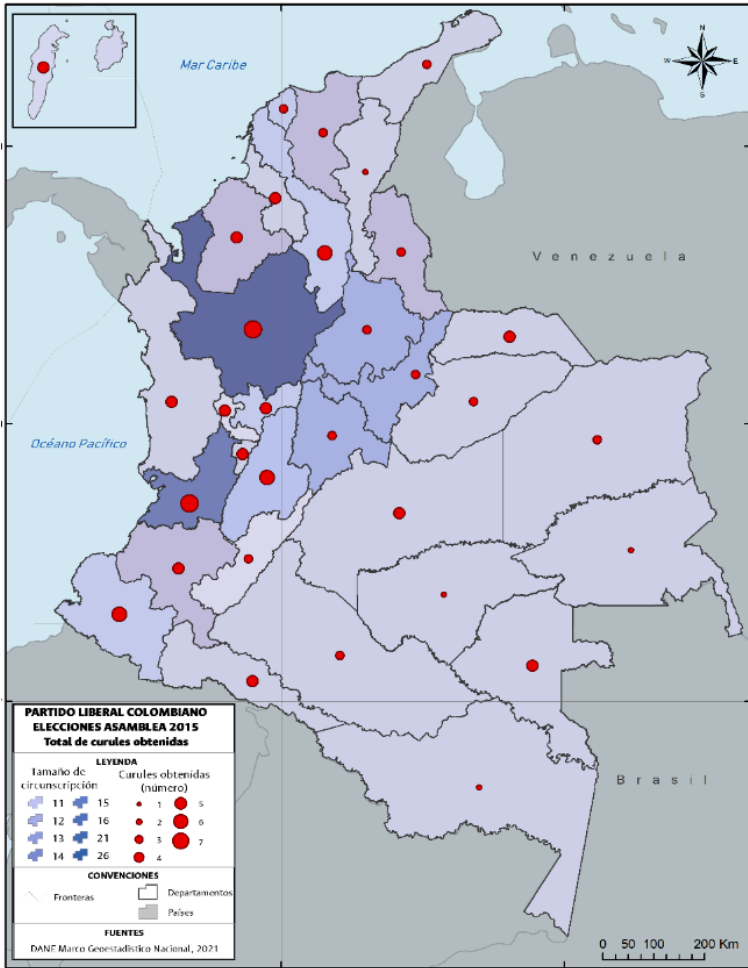 N
W E
S
Mar Caribe
Venezuela
Océano Pacífico
Brasil
PARTIDO LIBERAL COLOMBIANO
ELECCIONES ASAMBLEA 2015
Total de curules obtenidas
LEYENDA
Tamaño de circunscripción
11 15
12 16
13 21
14 26
Curules obtenidas
(número)
1 5
2 6
3 7
4
CONVENCIONES
Fronteras
Departamentos
Países
FUENTES
DANE Marco Geoestadístico Nacional, 2021
0 50 100 200 Km